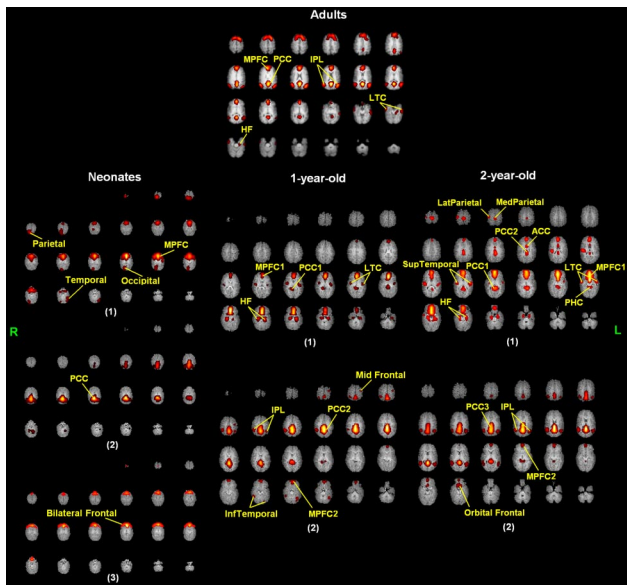 Adults
MPFC PCC IPL
LTC
HF
Neonates
Parietal
MPFC
Temporal
Occipital
(1)
R
PCC
(2)
Bilateral Frontal
(3)
1-year-old
MPFC1 PCC1 LTC
HF
(1)
Mid Frontal
IPL PCC2
InfTemporal MPFC2
(2)
2-year-old
LatParietal MedParietal
PCC2 ACC
SupTemporal PCC1 LTC MPFC1
HF PHC
(1)
L
PCC3 IPL
MPFC2
Orbital Frontal
(2)